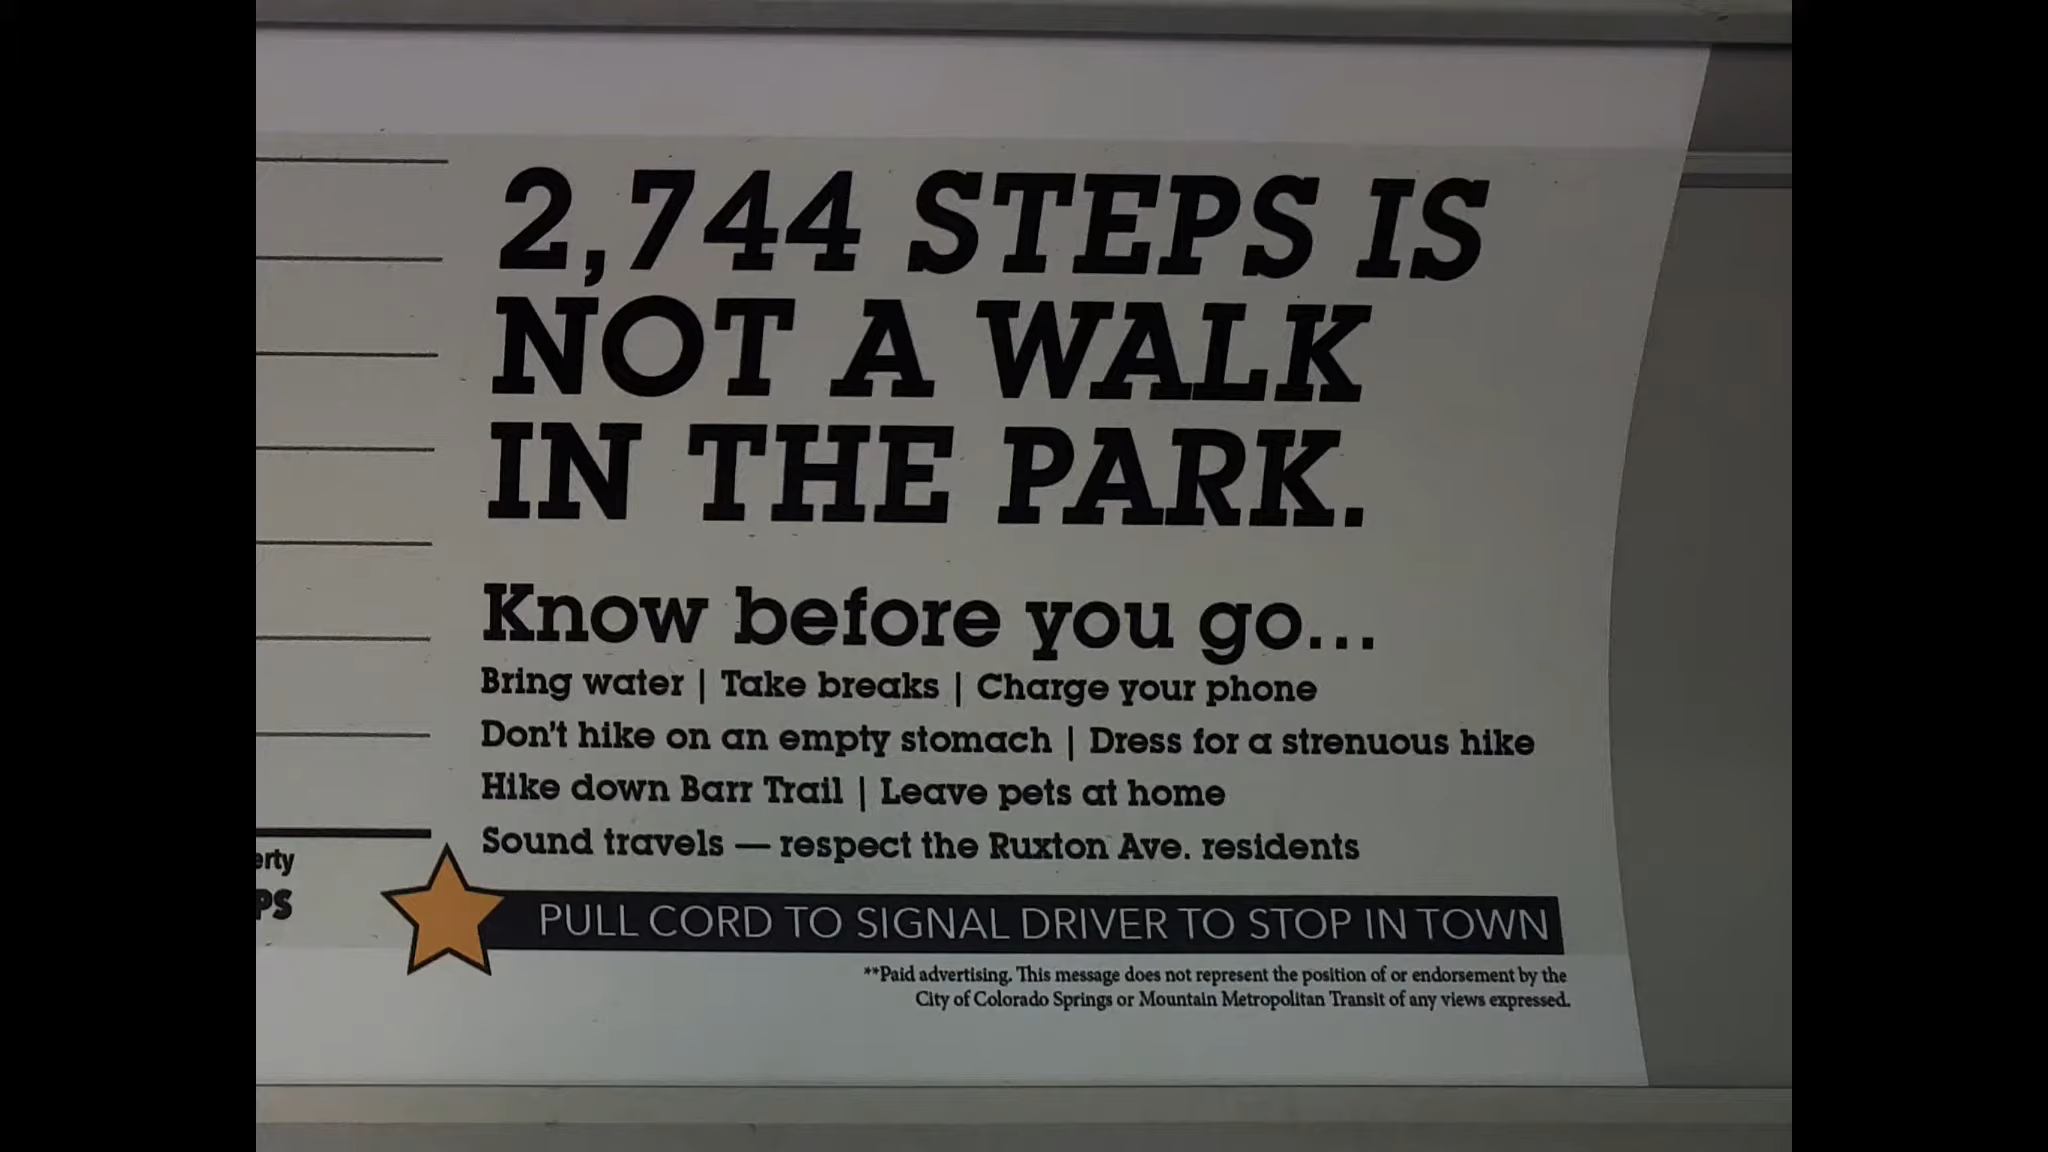 2,744 STEPS IS
NOT A WALK
IN THE PARK.
Know before you go...
Bring water | Take breaks | Charge your phone
Don't hike on an empty stomach | Dress for a strenuous hike
Hike down Barr Trail | Leave pets at home
Sound travels — respect the Ruxton Ave. residents
erty
PS
PULL CORD TO SIGNAL DRIVER TO STOP IN TOWN
**Paid advertising. This message does not represent the position of or endorsement by the
City of Colorado Springs or Mountain Metropolitan Transit of any views expressed.